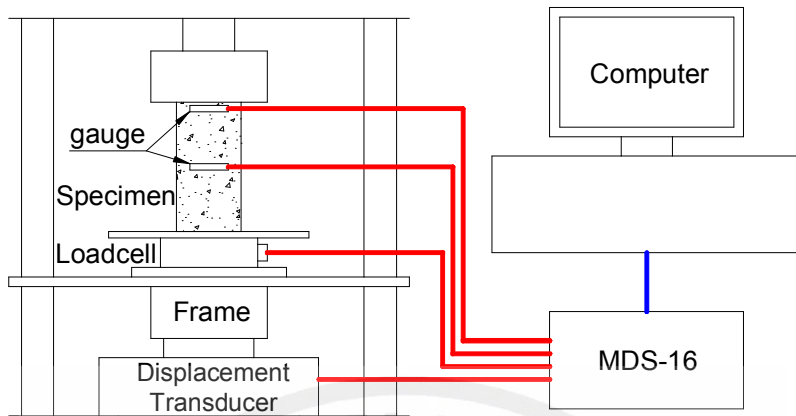 Computer
gauge
Specimen
Loadcell
Frame
MDS-16
Displacement
Transducer